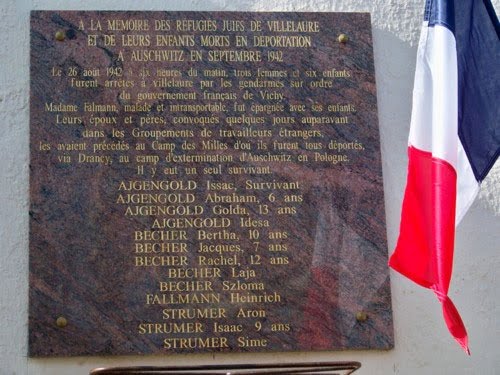 A LA MEMOIRE DES REFUGIES JUIFS DE VILLELAURE
ET DE LEURS ENFANTS MORTS EN DEPORTATION
A AUSCHWITZ EN SEPTEMBRE 1942
Le 26 août 1942 à six heures du matin, trois femmes et six enfants
furent arrêtés à villelaure par les gendarmes sur ordre
du gouvernement français de Vichy.
Madame Falmann, malade et intransportable, fut épargnée avec ses enfants.
Leurs époux et pères, convoqués quelques jours auparavant
dans les Groupements de travailleurs étrangers,
les avaient précédés au Camp des Milles d'où ils furent tous déportés,
via Drancy, au camp d'extermination d'Auschwitz en Pologne.
Il y eut un seul survivant.
AJGENGOLD Issac, Survivant
AJGENGOLD Abraham, 6 ans
AJGENGOLD Golda, 13 ans
AJGENGOLD Idesa
BECHER Bertha, 10 ans
BECHER Jacques, 7 ans
BECHER Rachel, 12 ans
BECHER Laja
BECHER Szloma
FALLMANN Heinrich
STRUMER Aron
STRUMER Isaac 9 ans
STRUMER Sime